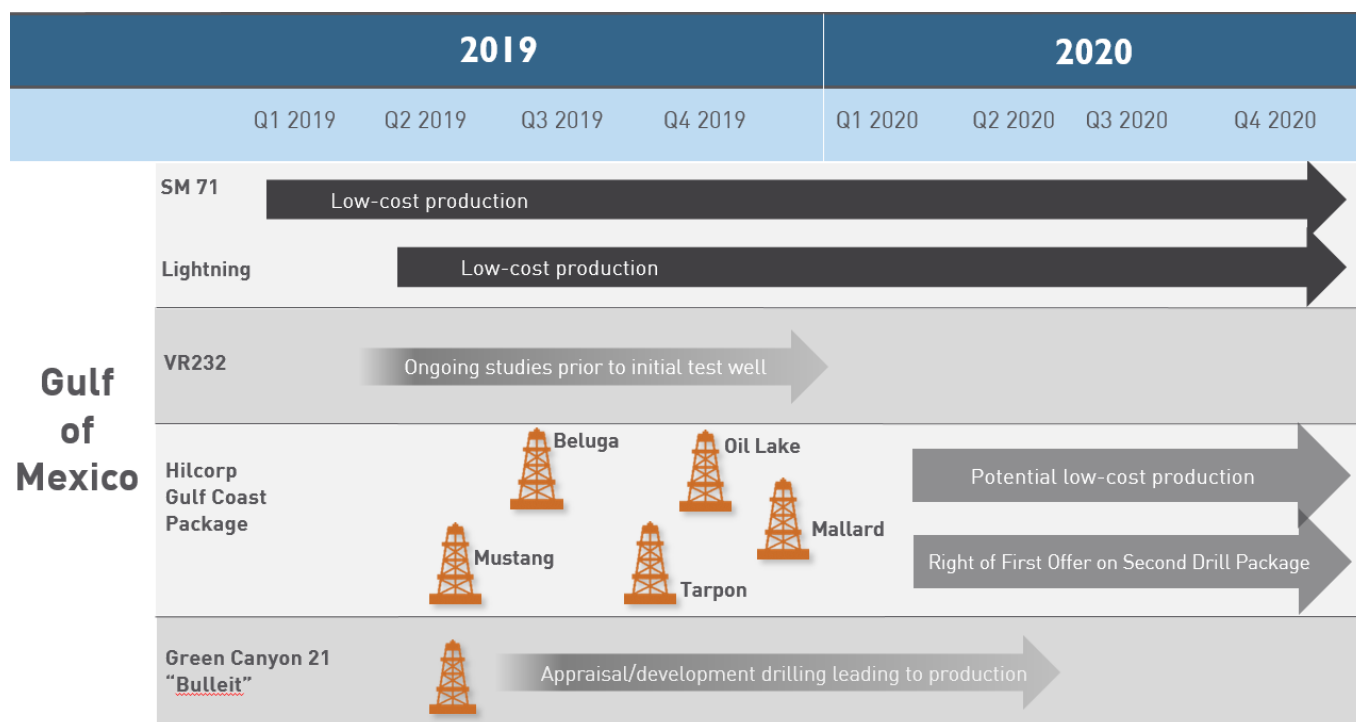 2019
2020
Q1 2019
Q2 2019
Q3 2019
Q4 2019
Q1 2020
Q2 2020
Q3 2020
Q4 2020
Gulf
of
Mexico
SM 71
Low-cost production
Lightning
Low-cost production
VR232
Ongoing studies prior to initial test well
Hilcorp
Gulf Coast
Package
Beluga
Oil Lake
Mustang
Tarpon
Mallard
Potential low-cost production
Right of First Offer on Second Drill Package
Green Canyon 21
“Bulleit”
Appraisal/development drilling leading to production